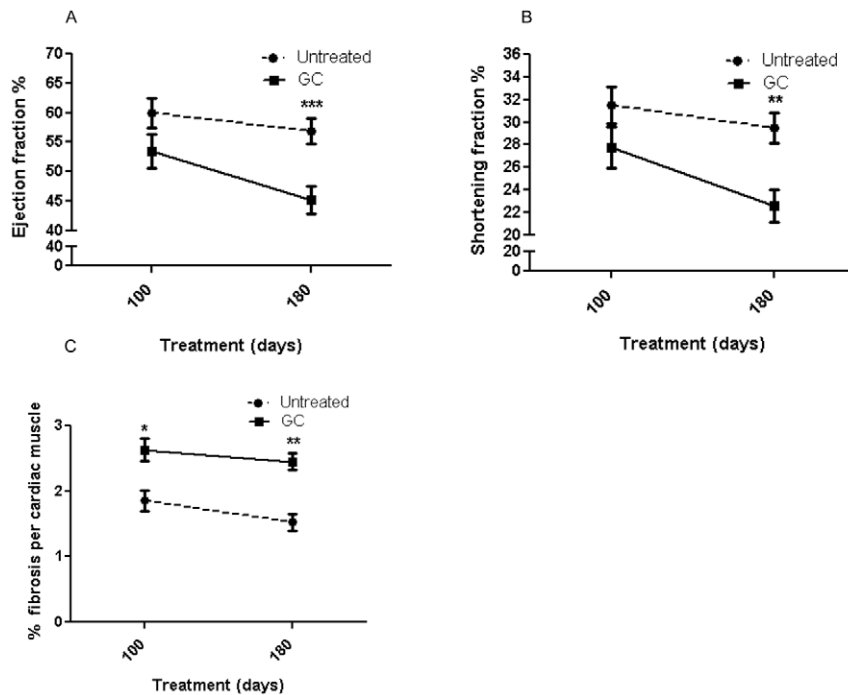 A
Ejection fraction %
Untreated
GC
***
65
60
55
50
45
40
40
0
100
180
Treatment (days)
B
Shortening fraction %
Untreated
GC
**
36
34
32
30
28
26
24
22
20
20
0
100
180
Treatment (days)
C
% fibrosis per cardiac muscle
Untreated
GC
*
**
3
2
1
0
100
180
Treatment (days)